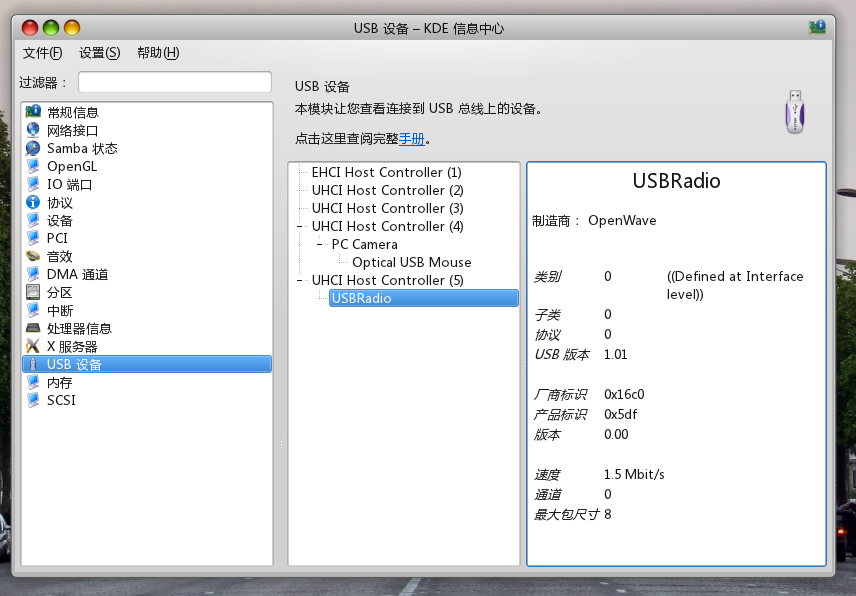 USB 设备 – KDE 信息中心
文件(F) 设置(S) 帮助(H)
过滤器：
常规信息
网络接口
Samba 状态
OpenGL
IO 端口
协议
设备
PCI
音效
DMA 通道
分区
中断
处理器信息
X 服务器
USB 设备
内存
SCSI
USB 设备
本模块让您查看连接到 USB 总线上的设备。
点击这里查阅完整手册。
EHCI Host Controller (1)
UHCI Host Controller (2)
UHCI Host Controller (3)
UHCI Host Controller (4)
PC Camera
Optical USB Mouse
UHCI Host Controller (5)
USBRadio
USBRadio
制造商： OpenWave
类别 0 ((Defined at Interface
level))
子类 0
协议 0
USB 版本 1.01
厂商标识 0x16c0
产品标识 0x5df
版本 0.00
速度 1.5 Mbit/s
通道 0
最大包尺寸 8